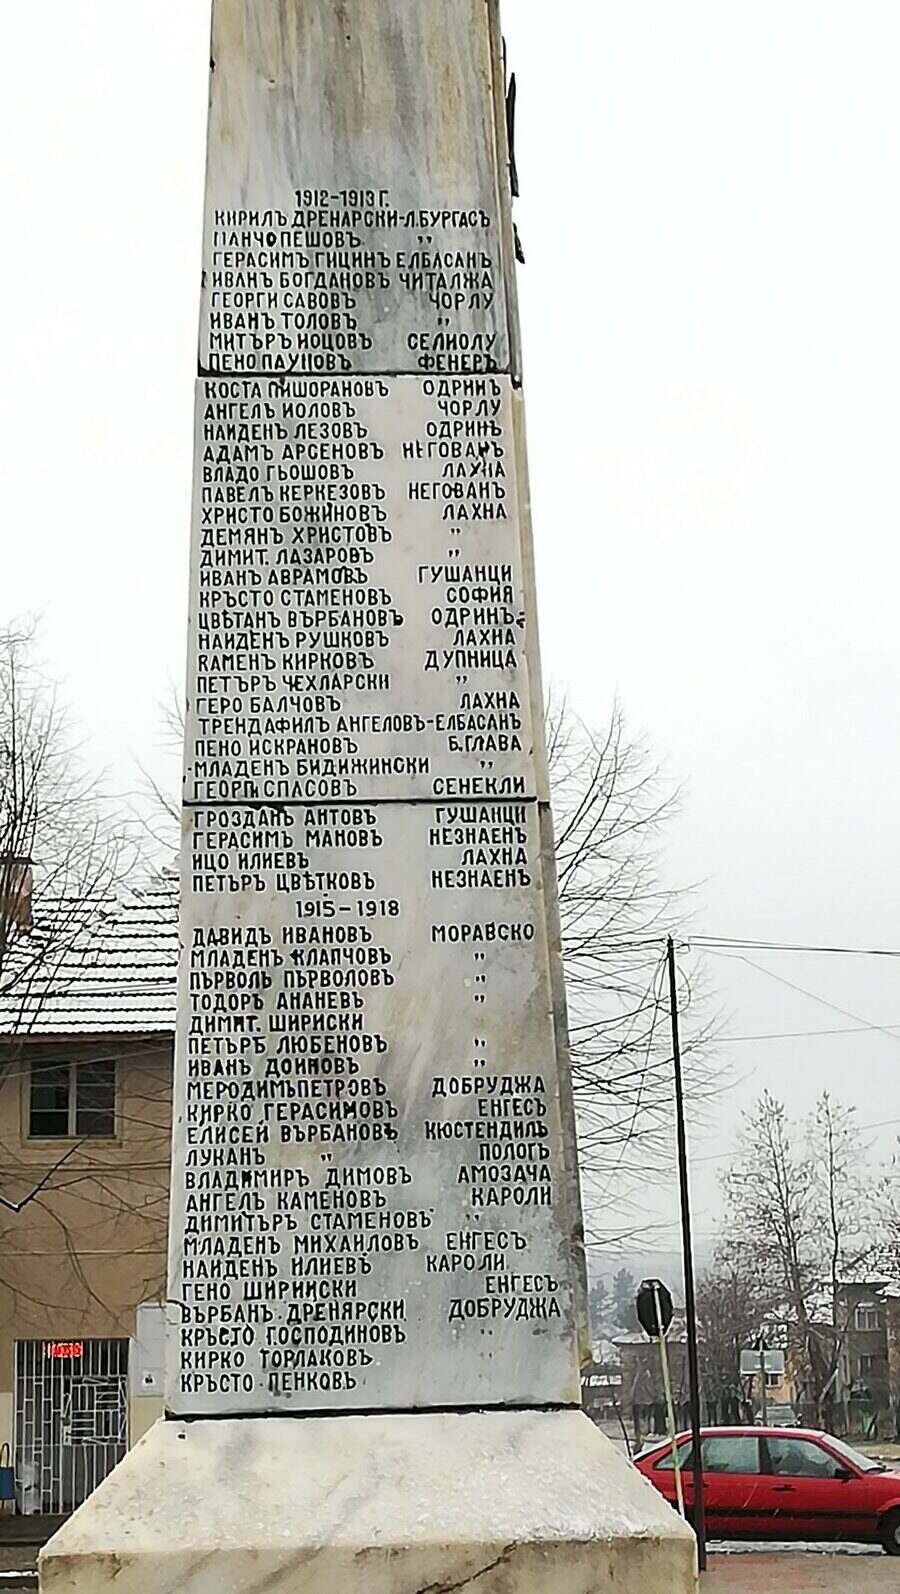 1912-1913 Г.
КИРИЛЪ ДРЕНАРСКИ-Л.БУРГАСЪ
ПАНЧО ПЕШОВЪ „
ГЕРАСИМЪ ГИЦИНЪ ЕЛБАСАНЪ
ИВАНЪ БОГДАНОВЪ ЧИТАЛЖА
ГЕОРГИ САВОВЪ ЧОРЛУ
ИВАНЪ ТОЛОВЪ „
МИТЪРЪ ИОЦОВЪ СЕЛИОЛУ
ПЕНО ПАУНОВЪ ФЕНЕРЪ
КОСТА ПИШОРАНОВЪ ОДРИНЪ
АНГЕЛЪ ИОЛОВЪ ЧОРЛУ
НАИДЕНЪ ЛЕЗОВЪ ОДРИНЪ
АДАМЪ АРСЕНОВЪ НЕГОВАНЪ
ВЛАДО ГЬОШОВЪ ЛАХНА
ПАВЕЛЪ КЕРКЕЗОВЪ НЕГОВАНЪ
ХРИСТО БОЖИНОВЪ ЛАХНА
ДЕМЯНЪ ХРИСТОВЪ „
ДИМИТ. ЛАЗАРОВЪ „
ИВАНЪ АВРАМОВЪ ГУШАНЦИ
КРЪСТО СТАМЕНОВЪ СОФИЯ
ЦВѢТАНЪ ВЪРБАНОВЪ ОДРИНЪ
НАИДЕНЪ РУШКОВЪ ЛАХНА
КАМЕНЪ КИРКОВЪ ДУПНИЦА
ПЕТЪРЪ ЧЕХЛАРСКИ „
ГЕРО БАЛЧОВЪ ЛАХНА
ТРЕНДАФИЛЪ АНГЕЛОВЪ-ЕЛБАСАНЪ
ПЕНО ИСКРАНОВЪ Б.ГЛАВА
МЛАДЕНЪ БИДИЖИНСКИ „
ГЕОРГИ СПАСОВЪ СЕНЕКЛИ
ГРОЗДАНЪ АНТОВЪ ГУШАНЦИ
ГЕРАСИМЪ МАНОВЪ НЕЗНАЕНЪ
ИЦО ИЛИЕВЪ ЛАХНА
ПЕТЪРЪ ЦВѢТКОВЪ НЕЗНАЕНЪ
1915-1918
ДАВИДЪ ИВАНОВЪ МОРАВСКО
МЛАДЕНЪ КЛАПЧОВЪ „
ПЪРВОЛЪ ПЪРВОЛОВЪ „
ТОДОРЪ АНАНЕВЪ „
ДИМИТ. ШИРИСКИ
ПЕТЪРЪ ЛЮБЕНОВЪ „
ИВАНЪ ДОИНОВЪ „
МЕРОДИМЪ ПЕТРОВЪ ДОБРУДЖА
КИРКО ГЕРАСИМОВЪ ЕНГЕСЪ
ЕЛИСЕЙ ВЪРБАНОВЪ КЮСТЕНДИЛЪ
ЛУКАНЪ „ ПОЛОГЪ
ВЛАДИМИРЪ ДИМОВЪ АМОЗАЧА
АНГЕЛЪ КАМЕНОВЪ КАРОЛИ
ДИМИТЪРЪ СТАМЕНОВЪ „
МЛАДЕНЪ МИХАИЛОВЪ ЕНГЕСЪ
НАЙДЕНЪ ИЛИЕВЪ КАРОЛИ
ГЕНО ШИРИНСКИ ЕНГЕСЪ
ВЪРБАНЪ ДРЕНЯРСКИ ДОБРУДЖА
КРЪСТО ГОСПОДИНОВЪ „
КИРКО ТОРЛАКОВЪ
КРЪСТО ПЕНКОВЪ